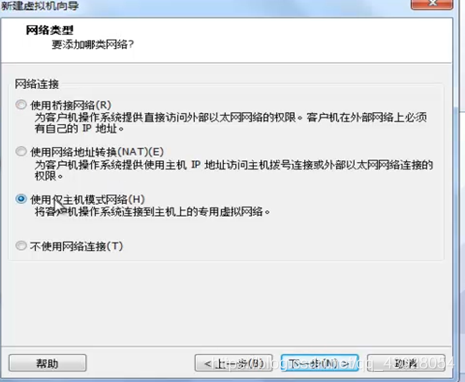 新建虚拟机向导
网络类型
要添加哪类网络?
网络连接
使用桥接网络(R)
为客户机操作系统提供直接访问外部以太网网络的权限。客户机在外部网络上必须
有自己的 IP 地址。
使用网络地址转换(NAT)(E)
为客户机操作系统提供使用主机 IP 地址访问主机拨号连接或外部以太网网络连接的
权限。
使用仅主机模式网络(H)
将客户机操作系统连接到主机上的专用虚拟网络。
不使用网络连接(T)
帮助
<上一步(B)
下一步(N) >
取消